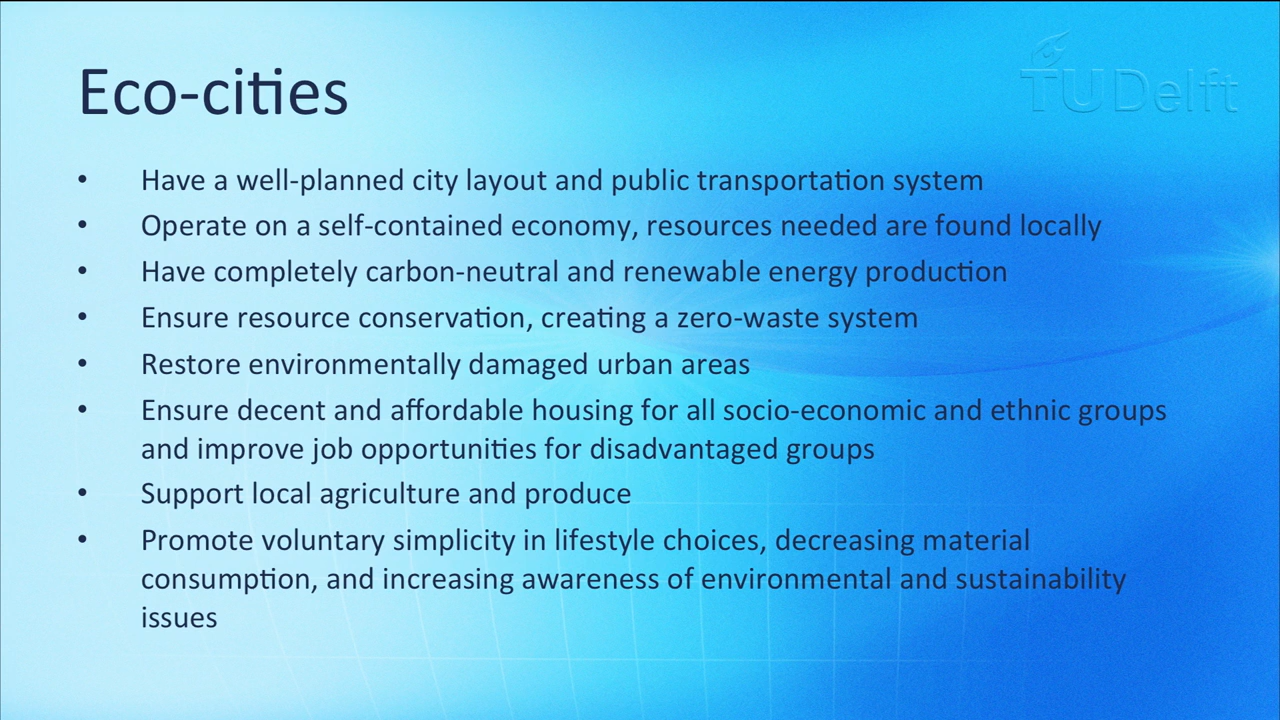 TUDelft
Eco-cities
• Have a well-planned city layout and public transportation system
• Operate on a self-contained economy, resources needed are found locally
• Have completely carbon-neutral and renewable energy production
• Ensure resource conservation, creating a zero-waste system
• Restore environmentally damaged urban areas
• Ensure decent and affordable housing for all socio-economic and ethnic groups
and improve job opportunities for disadvantaged groups
• Support local agriculture and produce
• Promote voluntary simplicity in lifestyle choices, decreasing material
consumption, and increasing awareness of environmental and sustainability
issues